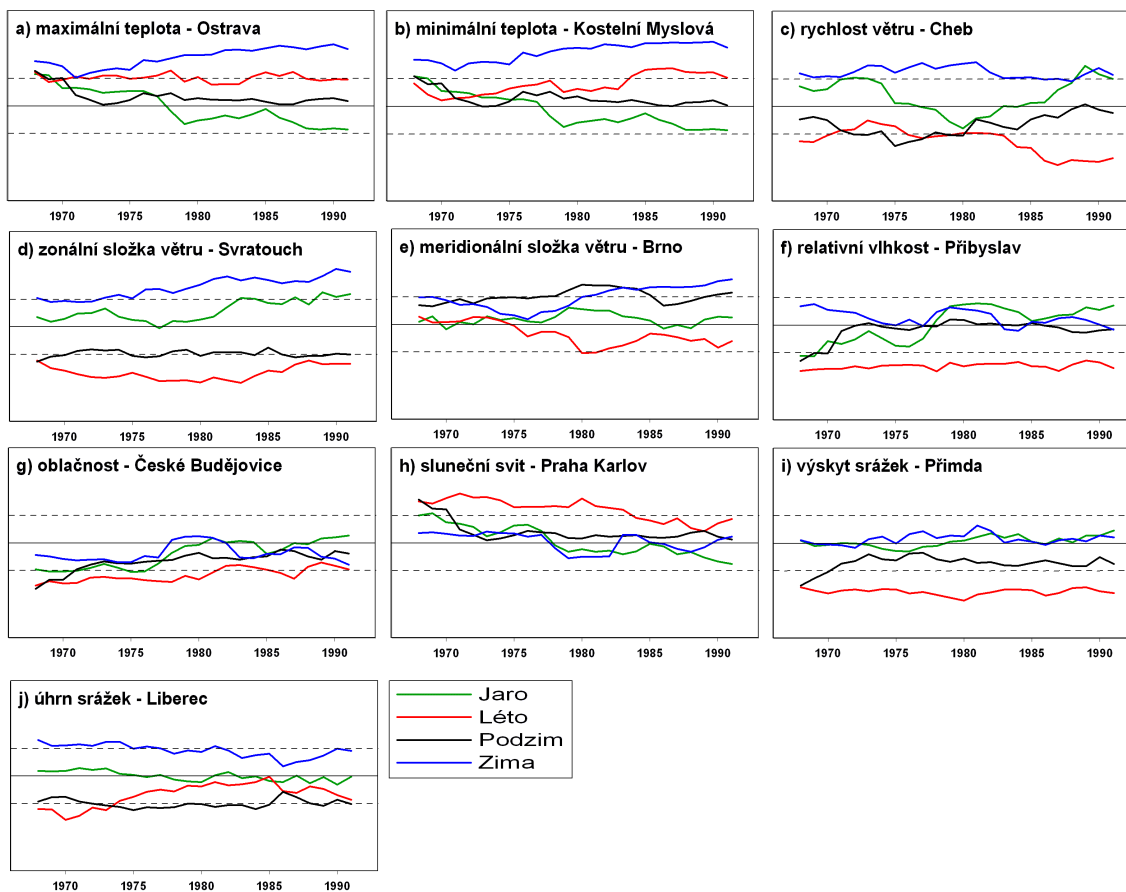 a) maximální teplota - Ostrava
1970 1975 1980 1985 1990
b) minimální teplota - Kostelní Myslová
1970 1975 1980 1985 1990
c) rychlost větru - Cheb
1970 1975 1980 1985 1990
d) zonální složka větru - Svratouch
1970 1975 1980 1985 1990
e) meridionální složka větru - Brno
1970 1975 1980 1985 1990
f) relativní vlhkost - Přibyslav
1970 1975 1980 1985 1990
g) oblačnost - České Budějovice
1970 1975 1980 1985 1990
h) sluneční svit - Praha Karlov
1970 1975 1980 1985 1990
i) výskyt srážek - Přimda
1970 1975 1980 1985 1990
j) úhrn srážek - Liberec
1970 1975 1980 1985 1990
Jaro
Léto
Podzim
Zima